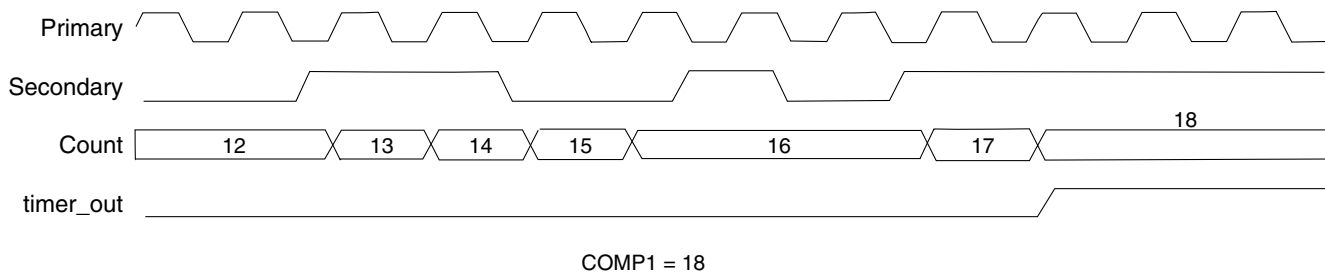 Primary
Secondary
Count 12 13 14 15 16 17 18
timer_out
COMP1 = 18